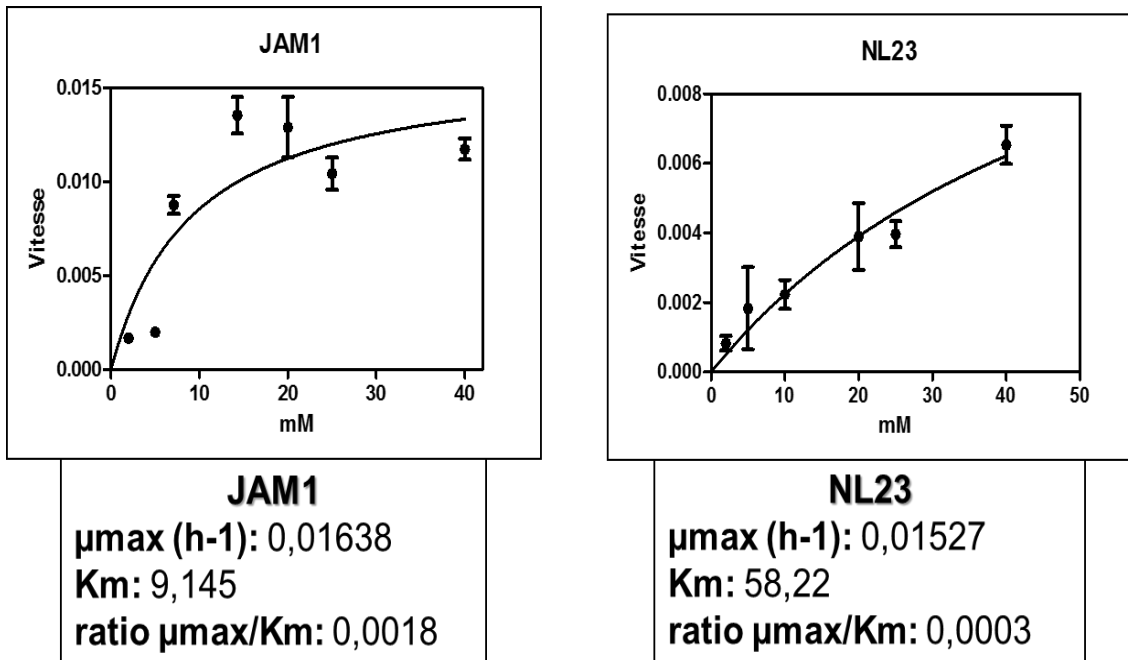 JAM1
0.015
0.010
0.005
0.000
Vitesse
0
10
20
30
40
mM
JAM1
µmax (h-1): 0,01638
Km: 9,145
ratio µmax/Km: 0,0018
NL23
0.008
0.006
0.004
0.002
0.000
Vitesse
0
10
20
30
40
50
mM
NL23
µmax (h-1): 0,01527
Km: 58,22
ratio µmax/Km: 0,0003